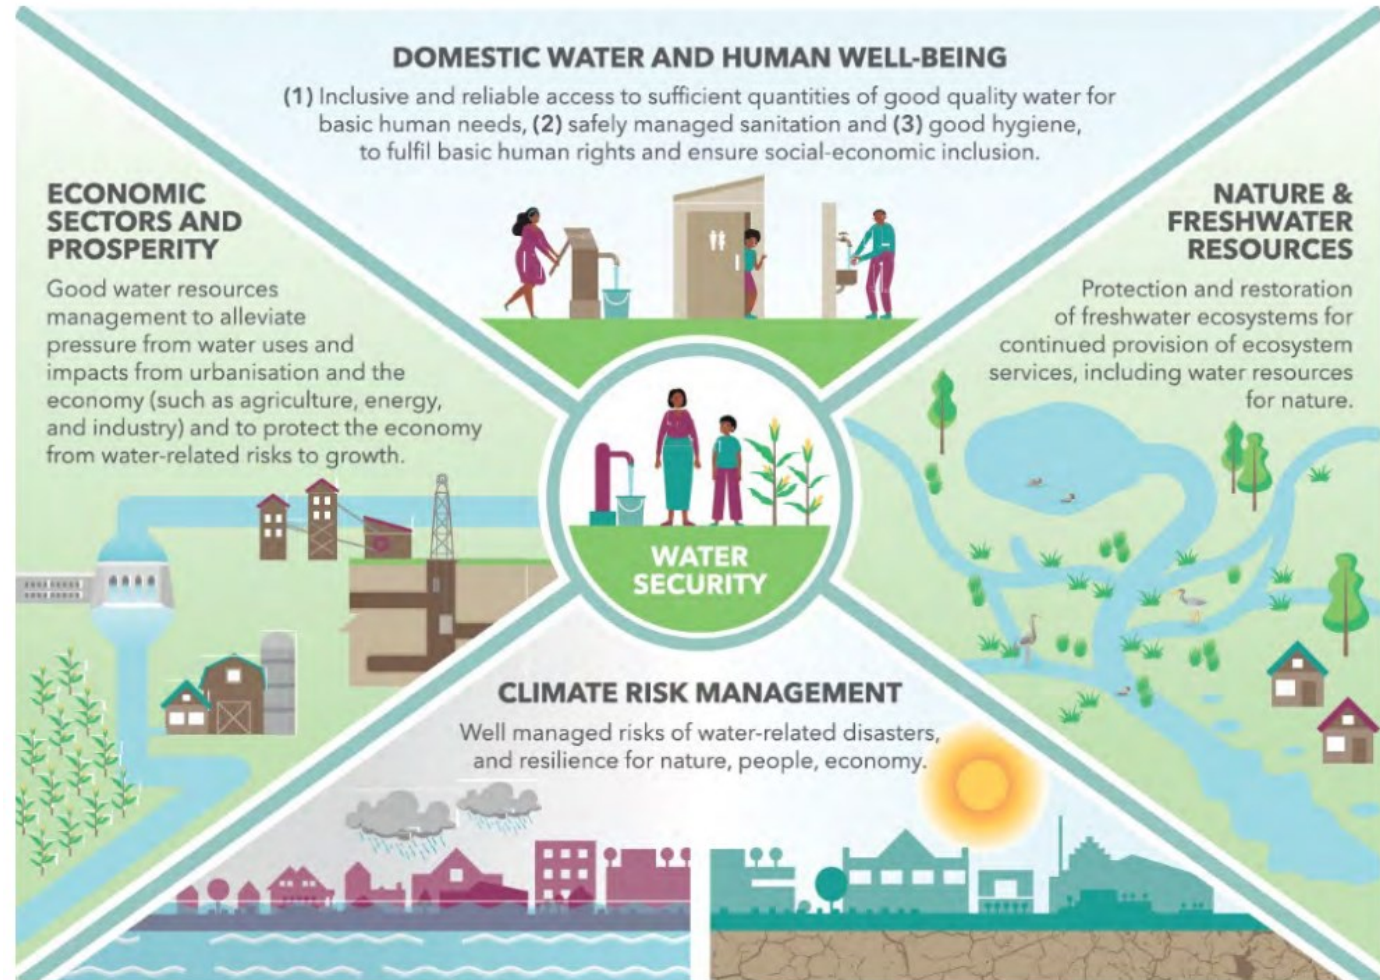 DOMESTIC WATER AND HUMAN WELL-BEING
(1) Inclusive and reliable access to sufficient quantities of good quality water for
basic human needs, (2) safely managed sanitation and (3) good hygiene,
to fulfil basic human rights and ensure social-economic inclusion.
ECONOMIC
SECTORS AND
PROSPERITY
Good water resources
management to alleviate
pressure from water uses and
impacts from urbanisation and the
economy (such as agriculture, energy,
and industry) and to protect the economy
from water-related risks to growth.
NATURE &
FRESHWATER
RESOURCES
Protection and restoration
of freshwater ecosystems for
continued provision of ecosystem
services, including water resources
for nature.
WATER
SECURITY
CLIMATE RISK MANAGEMENT
Well managed risks of water-related disasters,
and resilience for nature, people, economy.